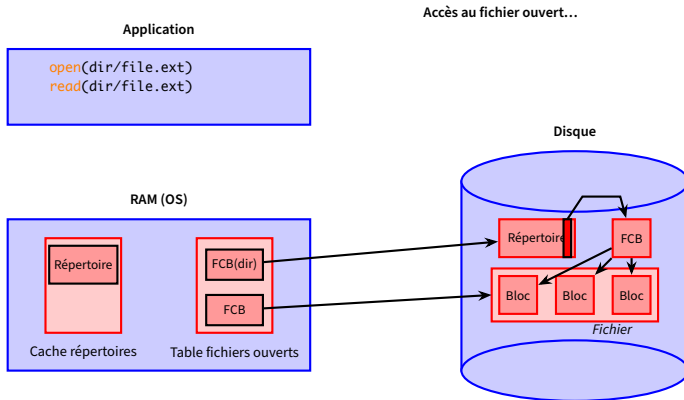 Accès au fichier ouvert…
Application
open(dir/file.ext)
read(dir/file.ext)
Disque
RAM (OS)
Répertoire
FCB
Répertoire
FCB(dir)
FCB
Bloc
Bloc
Bloc
Fichier
Cache répertoires
Table fichiers ouverts